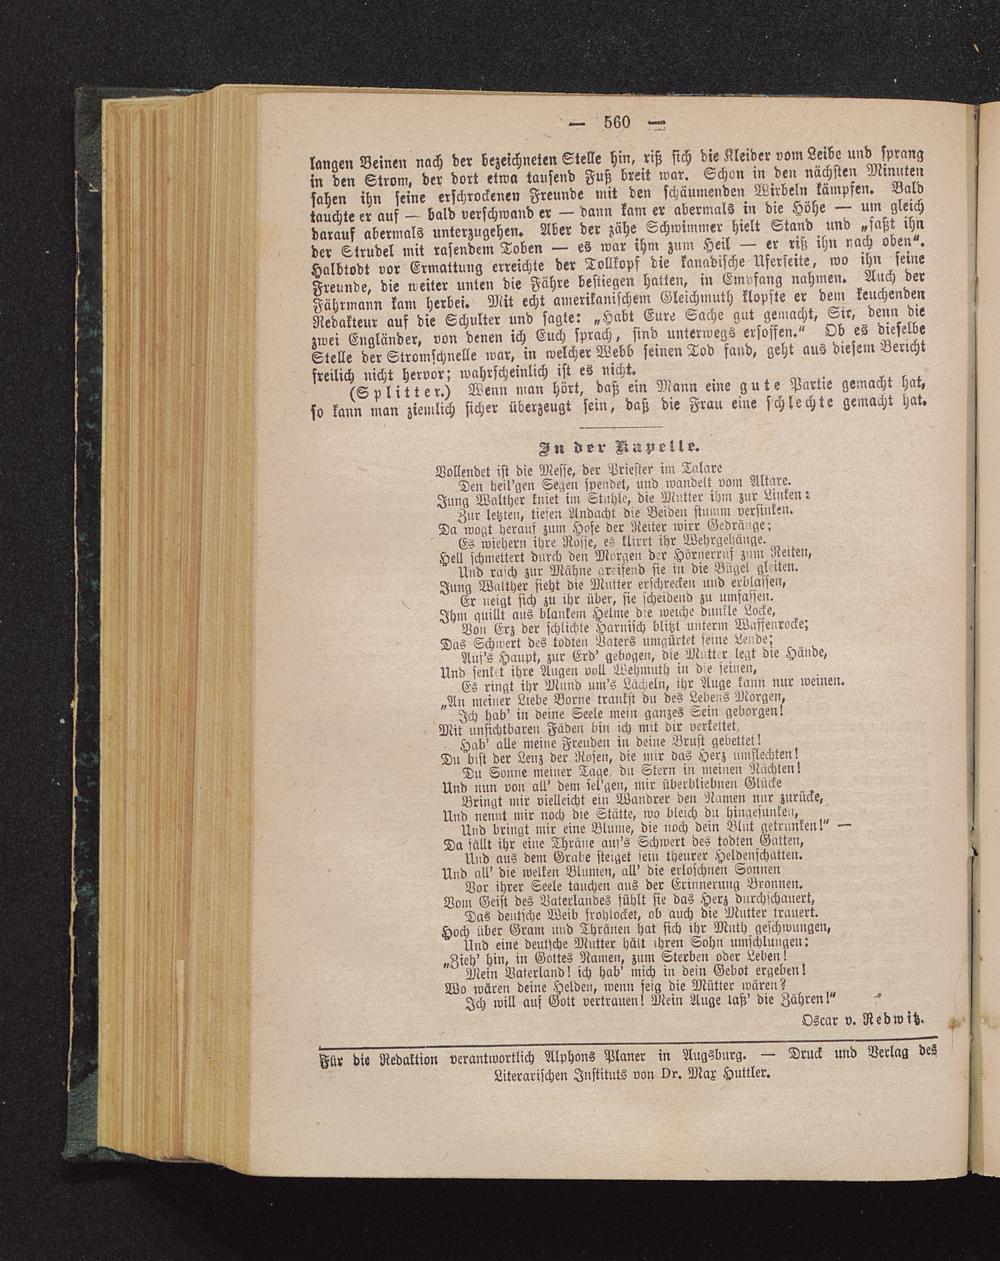 — 560 —
langen Beinen nach der bezeichneten Stelle hin, riß sich die Kleider vom Leibe und sprang
in den Strom, der dort etwa tausend Fuß breit war. Schon in den nächsten Minuten
sahen ihn seine erschrockenen Freunde mit den schäumenden Wirbeln kämpfen. Bald
tauchte er auf — bald verschwand er — dann kam er abermals in die Höhe — um gleich
darauf abermals unterzugehen. Aber der zähe Schwimmer hielt Stand und „faßt ihn
der Strudel mit rasendem Toben — es war ihm zum Heil — er riß ihn nach oben“.
Halbtodt vor Ermattung erreichte der Tollkopf die kanadische Uferseite, wo ihn seine
Freunde, die weiter unten die Fähre bestiegen hatten, in Empfang nahmen. Auch der
Fährmann kam herbei. Mit echt amerikanischem Gleichmuth klopfte er dem keuchenden
Redakteur auf die Schulter und sagte: „Habt Eure Sache gut gemacht, Sir, denn die
zwei Engländer, von denen ich Euch sprach, sind unterwegs ersoffen.“ Ob es dieselbe
Stelle der Stromschnelle war, in welcher Webb seinen Tod fand, geht aus diesem Bericht
freilich nicht hervor; wahrscheinlich ist es nicht.
(Splitter.) Wenn man hört, daß ein Mann eine gute Partie gemacht hat,
so kann man ziemlich sicher überzeugt sein, daß die Frau eine schlechte gemacht hat.
In der Kapelle.
Vollendet ist die Messe, der Priester im Talare
Den heil'gen Segen spendet, und wandelt vom Altare.
Jung Walther kniet im Stuhle, die Mutter ihm zur Linken:
Zur letzten, tiefen Andacht die Beiden stumm versinken.
Da wogt herauf zum Hofe der Reiter wirr Gedränge;
Es wiehern ihre Rosse, es klirrt ihr Wehrgehänge.
Hell schmettert durch den Morgen der Hörnerruf zum Reiten,
Und rasch zur Mähne greifend sie in die Bügel gleiten.
Jung Walther sieht die Mutter erschrecken und erblassen,
Er neigt sich zu ihr über, sie scheidend zu umfassen.
Ihm quillt aus blankem Helme die weiche dunkle Locke,
Von Erz der schlichte Harnisch blitzt unterm Waffenrocke;
Das Schwert des todten Vaters umgürtet seine Lende;
Auf's Haupt, zur Erd' gebogen, die Mutter legt die Hände,
Und senket ihre Augen voll Wehmuth in die seinen,
Es ringt ihr Mund um's Lächeln, ihr Auge kann nur weinen.
„An meiner Liebe Borne trankst du des Lebens Morgen,
Ich hab' in deine Seele mein ganzes Sein geborgen!
Mit unsichtbaren Fäden bin ich mit dir verkettet,
Hab' alle meine Freuden in deine Brust gebettet!
Du bist der Lenz der Rosen, die mir das Herz umflechten!
Du Sonne meiner Tage, du Stern in meinen Nächten!
Und nun von all' dem sel'gen, mir überbliebnen Glücke
Bringt mir vielleicht ein Wandrer den Namen nur zurücke,
Und nennt mir noch die Stätte, wo bleich du hingesunken,
Und bringt mir eine Blume, die noch dein Blut getrunken!“ —
Da fällt ihr eine Thräne auf's Schwert des todten Gatten,
Und aus dem Grabe steiget sein theurer Heldenschatten.
Und all' die welken Blumen, all' die erloschnen Sonnen
Vor ihrer Seele tauchen aus der Erinnerung Bronnen.
Vom Geist des Vaterlandes fühlt sie das Herz durchschauert,
Das deutsche Weib frohlocket, ob auch die Mutter trauert.
Hoch über Gram und Thränen hat sich ihr Muth geschwungen,
Und eine deutsche Mutter hält ihren Sohn umschlungen:
„Zieh' hin, in Gottes Namen, zum Sterben oder Leben!
Mein Vaterland! ich hab' mich in dein Gebot ergeben!
Wo wären deine Helden, wenn feig die Mütter wären?
Ich will auf Gott vertrauen! Mein Auge laß' die Zähren!“
Oscar v. Redwitz.
Für die Redaktion verantwortlich Alphons Planer in Augsburg. — Druck und Verlag des
Literarischen Instituts von Dr. Max Huttler.